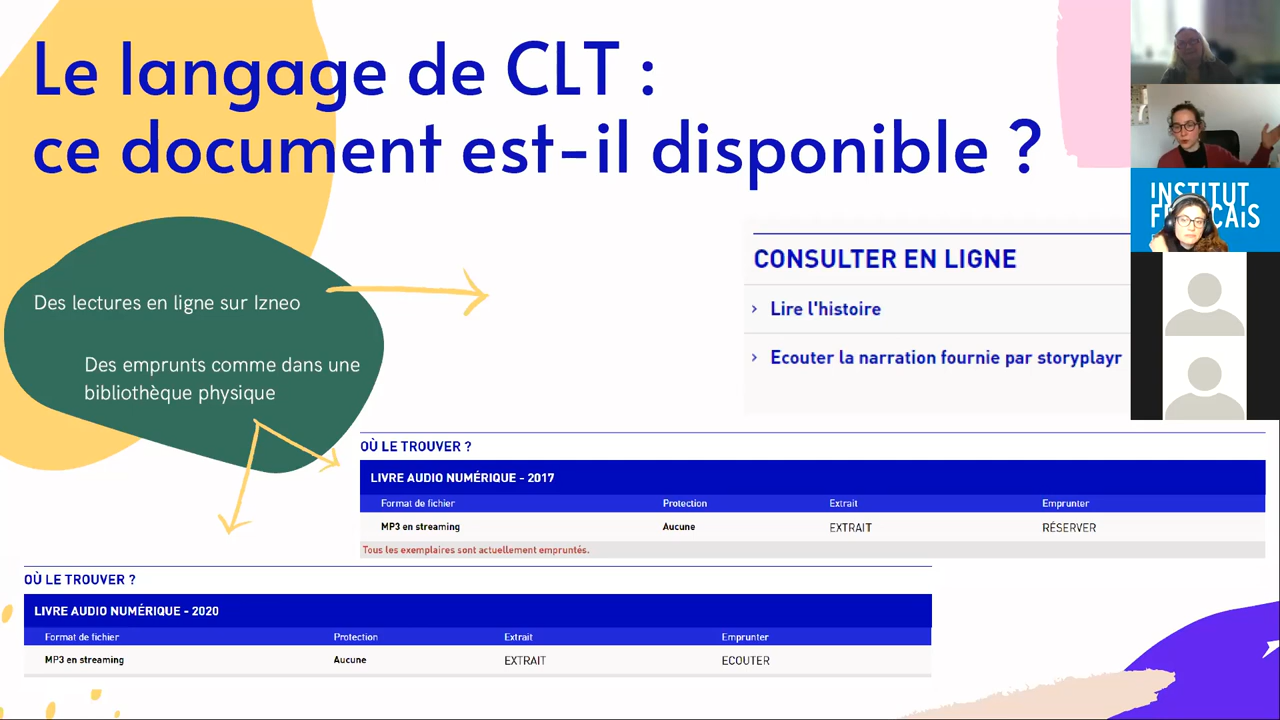 Le langage de CLT :
ce document est-il disponible ?
INSTITUT
Des lectures en ligne sur Izneo
Des emprunts comme dans une
bibliothèque physique
CONSULTER EN LIGNE
› Lire l'histoire
› Ecouter la narration fournie par storyplayr
OÙ LE TROUVER ?
LIVRE AUDIO NUMÉRIQUE - 2017
Format de fichier Protection Extrait Emprunter
MP3 en streaming Aucune EXTRAIT RÉSERVER
Tous les exemplaires sont actuellement empruntés.
OÙ LE TROUVER ?
LIVRE AUDIO NUMÉRIQUE - 2020
Format de fichier Protection Extrait Emprunter
MP3 en streaming Aucune EXTRAIT ECOUTER